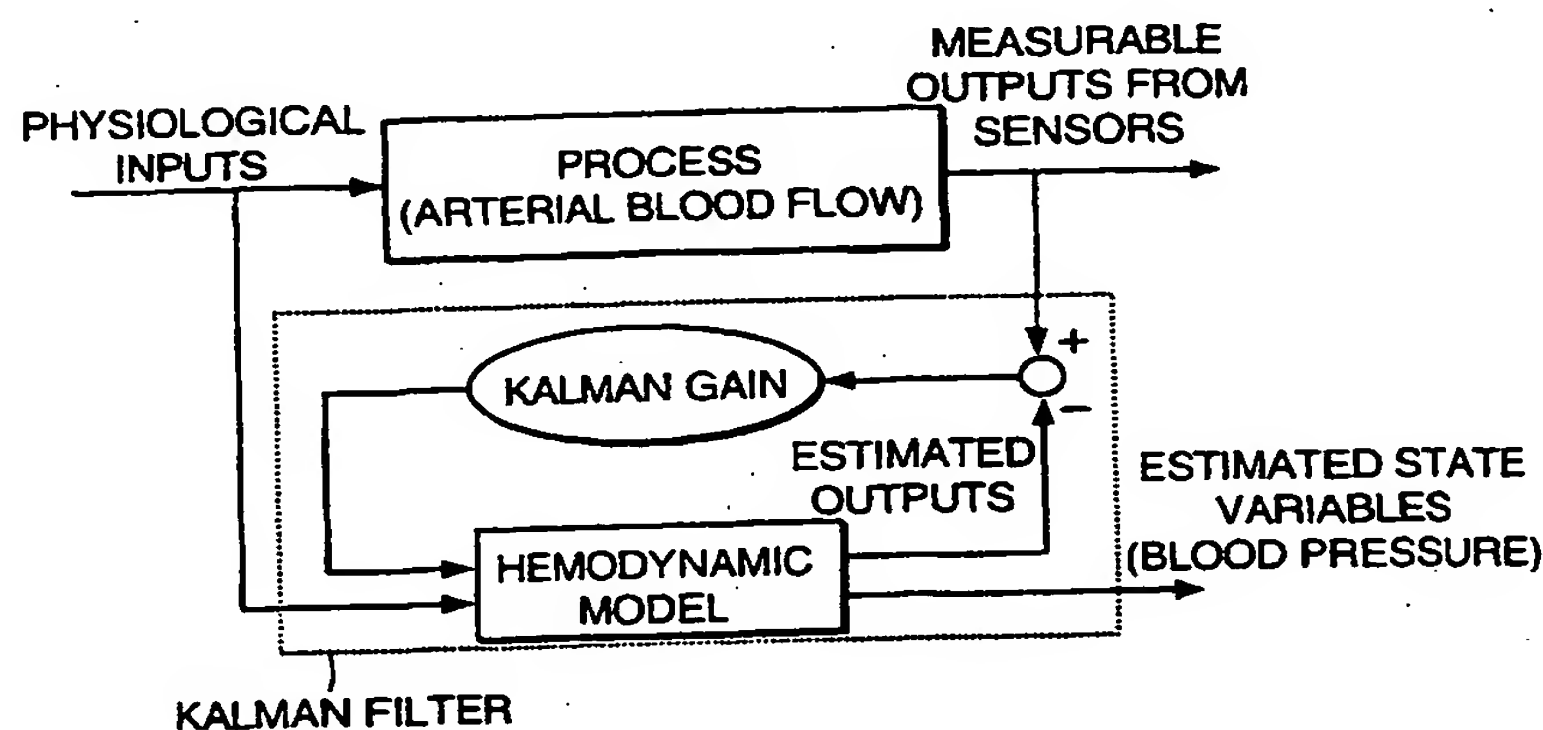 MEASURABLE
OUTPUTS FROM
SENSORS
PHYSIOLOGICAL
INPUTS
PROCESS
(ARTERIAL BLOOD FLOW)
+
KALMAN GAIN
−
ESTIMATED
OUTPUTS
ESTIMATED STATE
VARIABLES
(BLOOD PRESSURE)
HEMODYNAMIC
MODEL
KALMAN FILTER